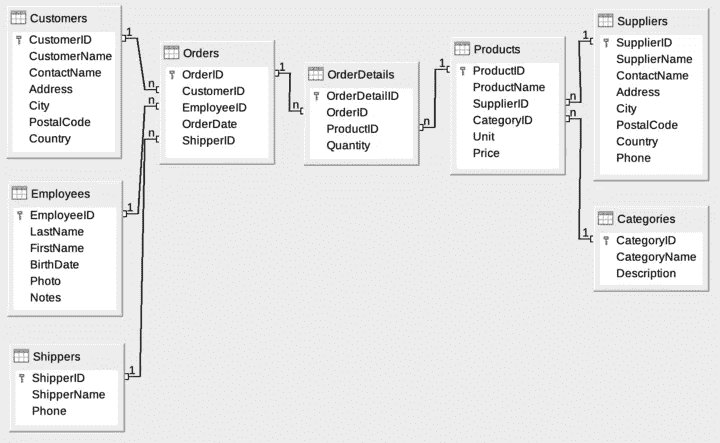 Customers
CustomerID
CustomerName
ContactName
Address
City
PostalCode
Country
Employees
EmployeeID
LastName
FirstName
BirthDate
Photo
Notes
Shippers
ShipperID
ShipperName
Phone
Orders
OrderID
CustomerID
EmployeeID
OrderDate
ShipperID
OrderDetails
OrderDetailID
OrderID
ProductID
Quantity
Products
ProductID
ProductName
SupplierID
CategoryID
Unit
Price
Suppliers
SupplierID
SupplierName
ContactName
Address
City
PostalCode
Country
Phone
Categories
CategoryID
CategoryName
Description
1
n
1
n
1
n
1
n
1
n
1
n
1
n